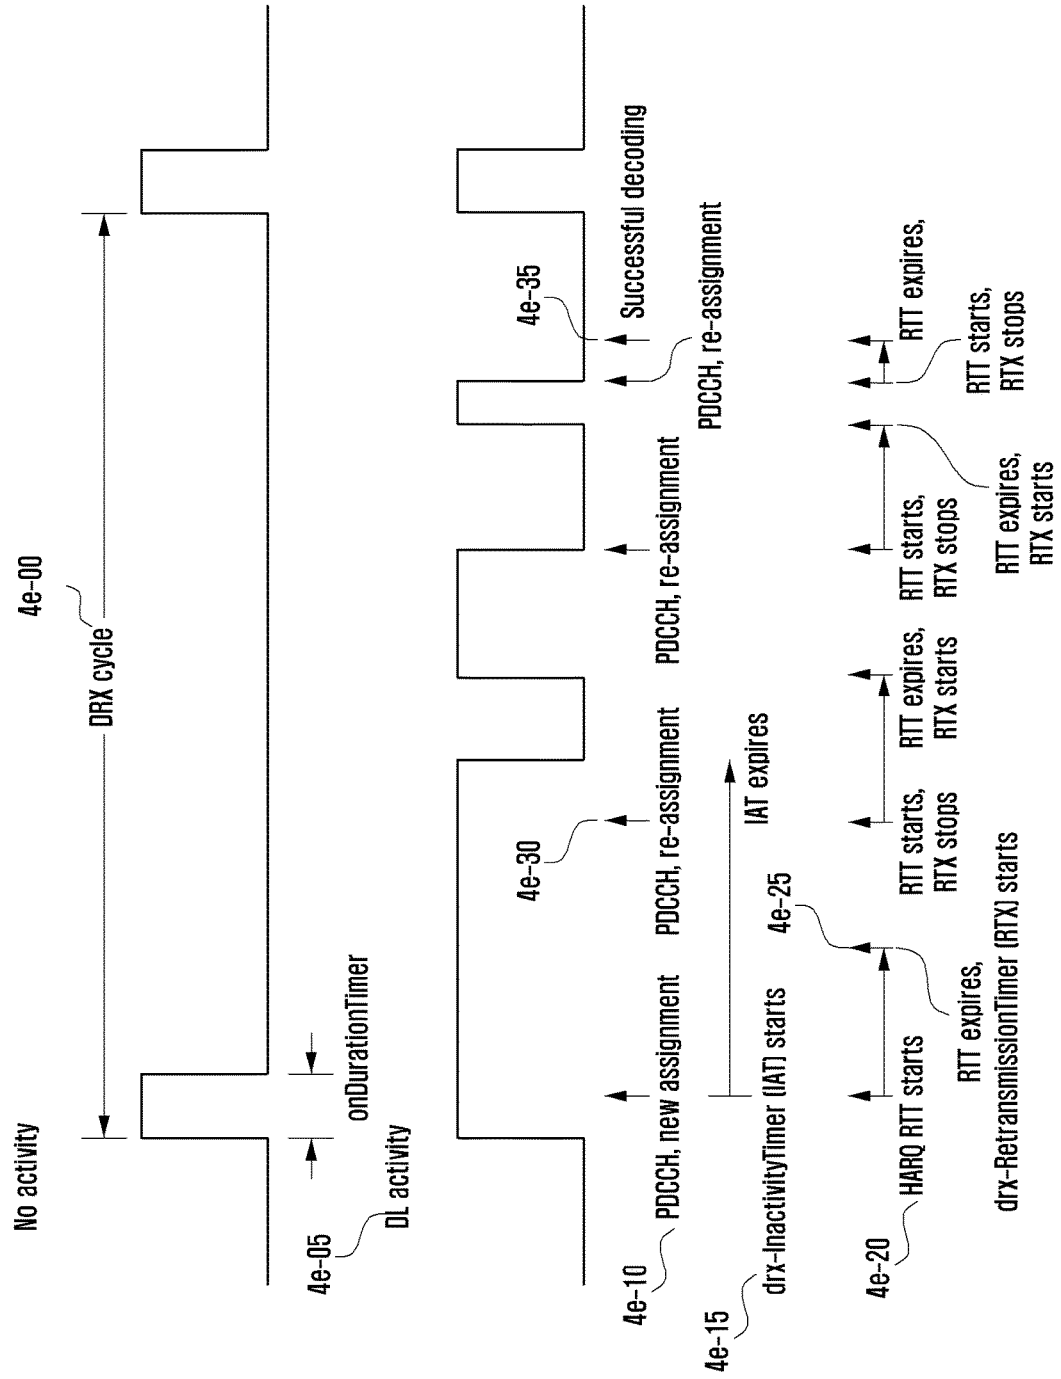 No activity
4e-00
DRX cycle
4e-05
onDurationTimer
DL activity
4e-35
Successful decoding
4e-30
4e-10
PDCCH, new assignment
PDCCH, re-assignment
PDCCH, re-assignment
PDCCH, re-assignment
IAT expires
4e-15
drx-InactivityTimer (IAT) starts
4e-25
4e-20
HARQ RTT starts
RTT expires,
drx-RetransmissionTimer (RTX) starts
RTT starts,
RTX stops
RTT expires,
RTX starts
RTT starts,
RTX stops
RTT expires,
RTX starts
RTT starts,
RTX stops
RTT expires,